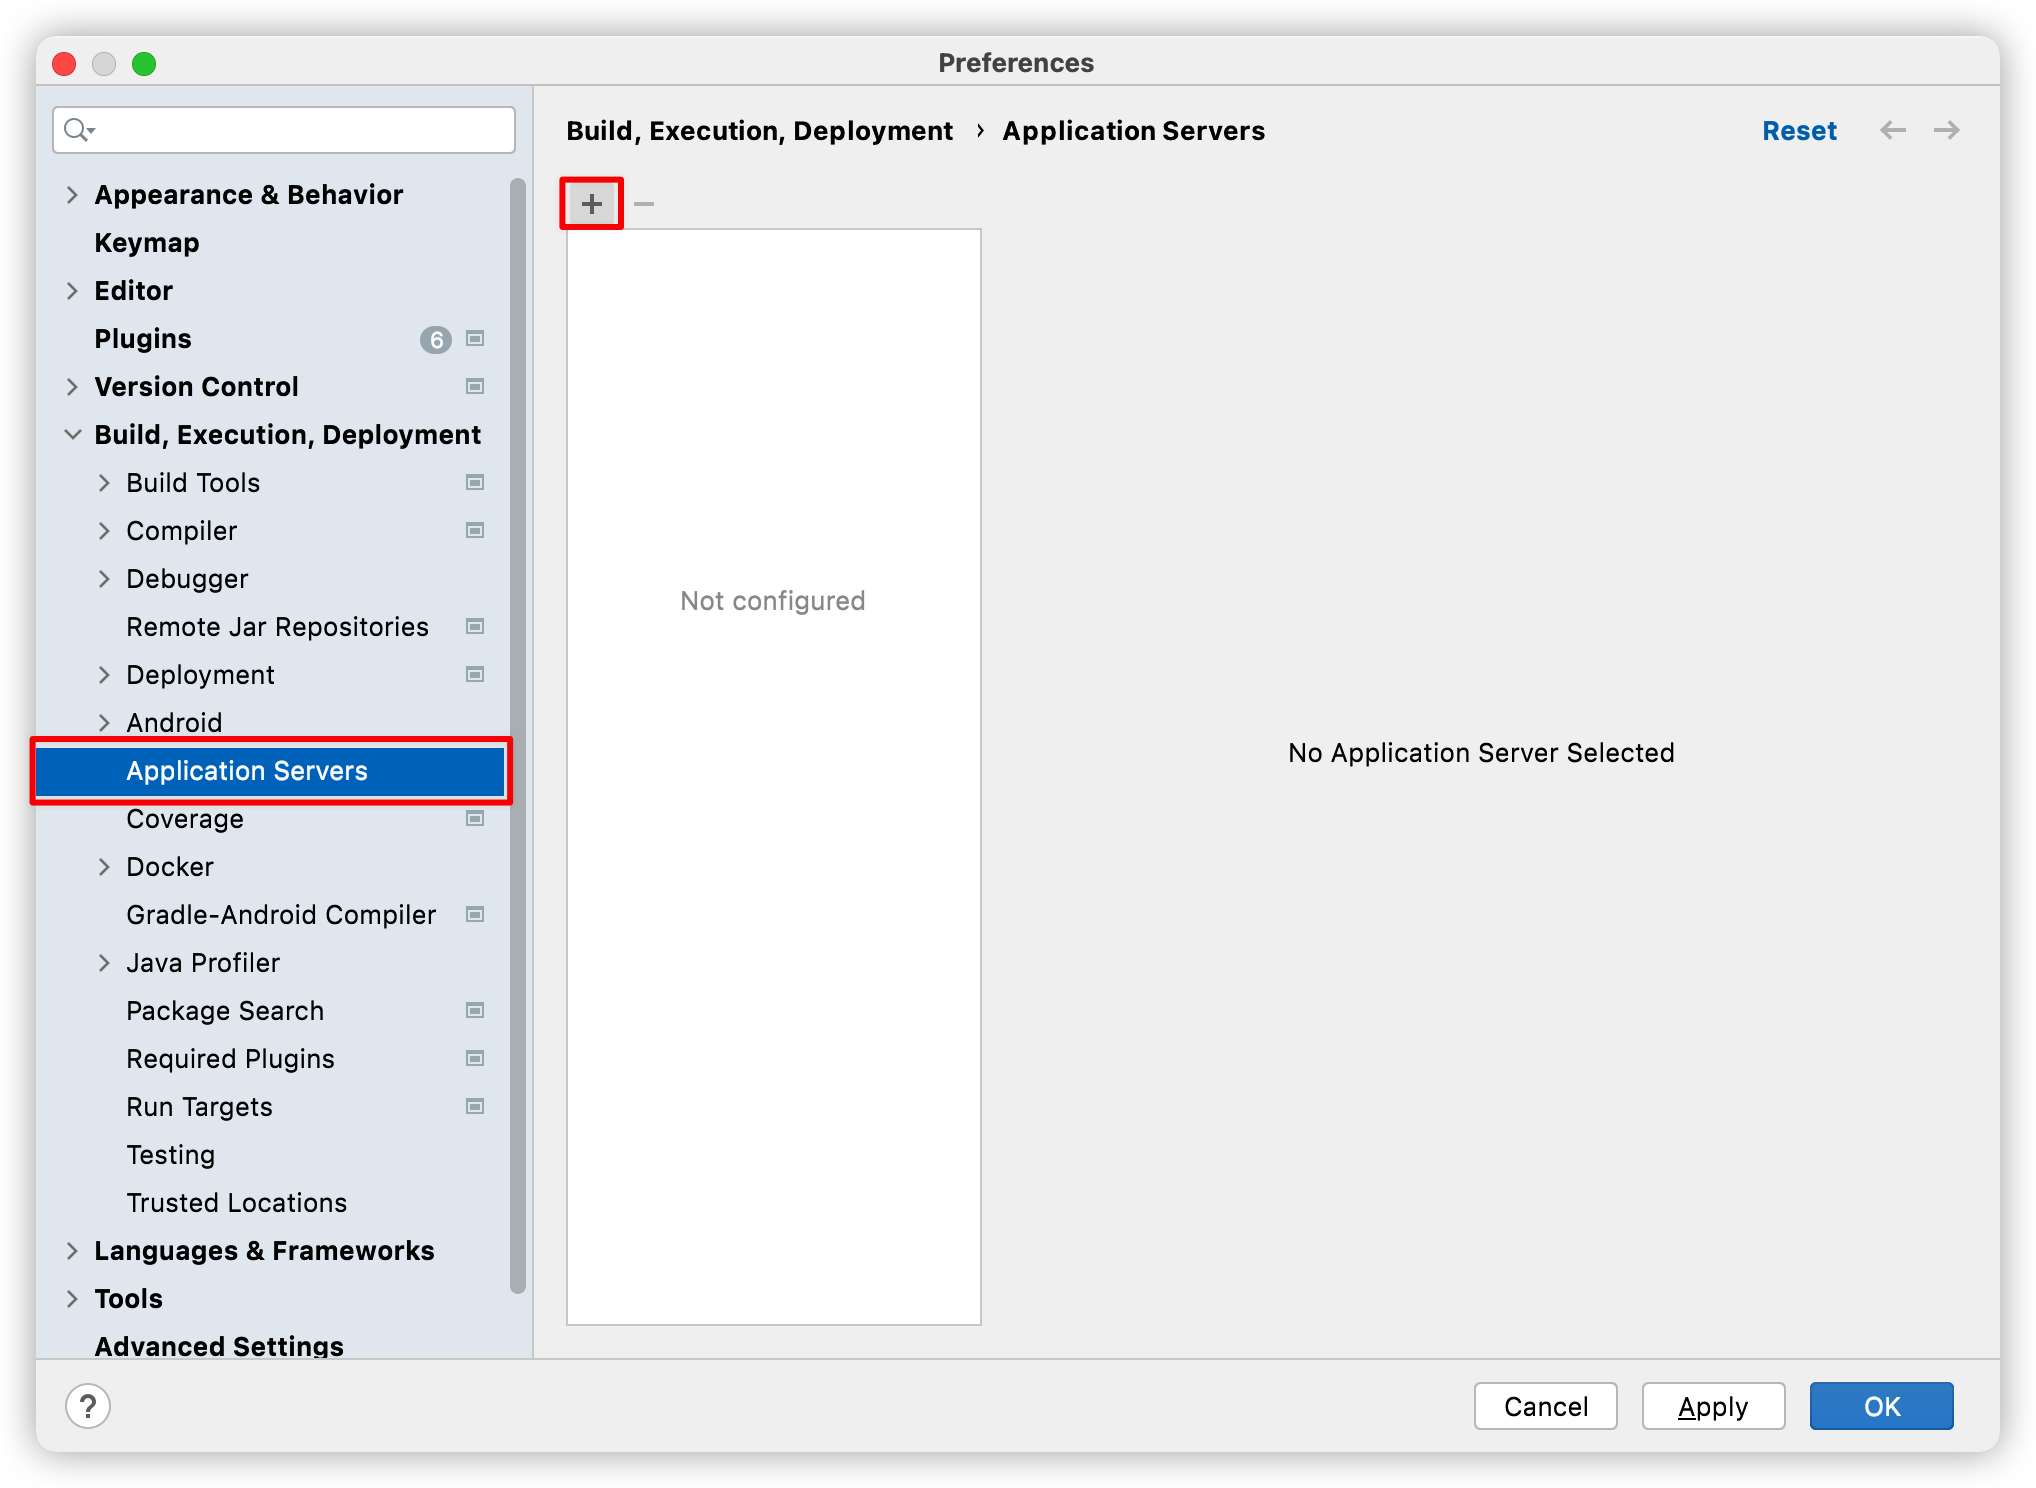 Preferences
Build, Execution, Deployment › Application Servers
Reset
Appearance & Behavior
Keymap
Editor
Plugins 6
Version Control
Build, Execution, Deployment
Build Tools
Compiler
Debugger
Remote Jar Repositories
Deployment
Android
Application Servers
Coverage
Docker
Gradle-Android Compiler
Java Profiler
Package Search
Required Plugins
Run Targets
Testing
Trusted Locations
Languages & Frameworks
Tools
Advanced Settings
Not configured
No Application Server Selected
?
Cancel
Apply
OK